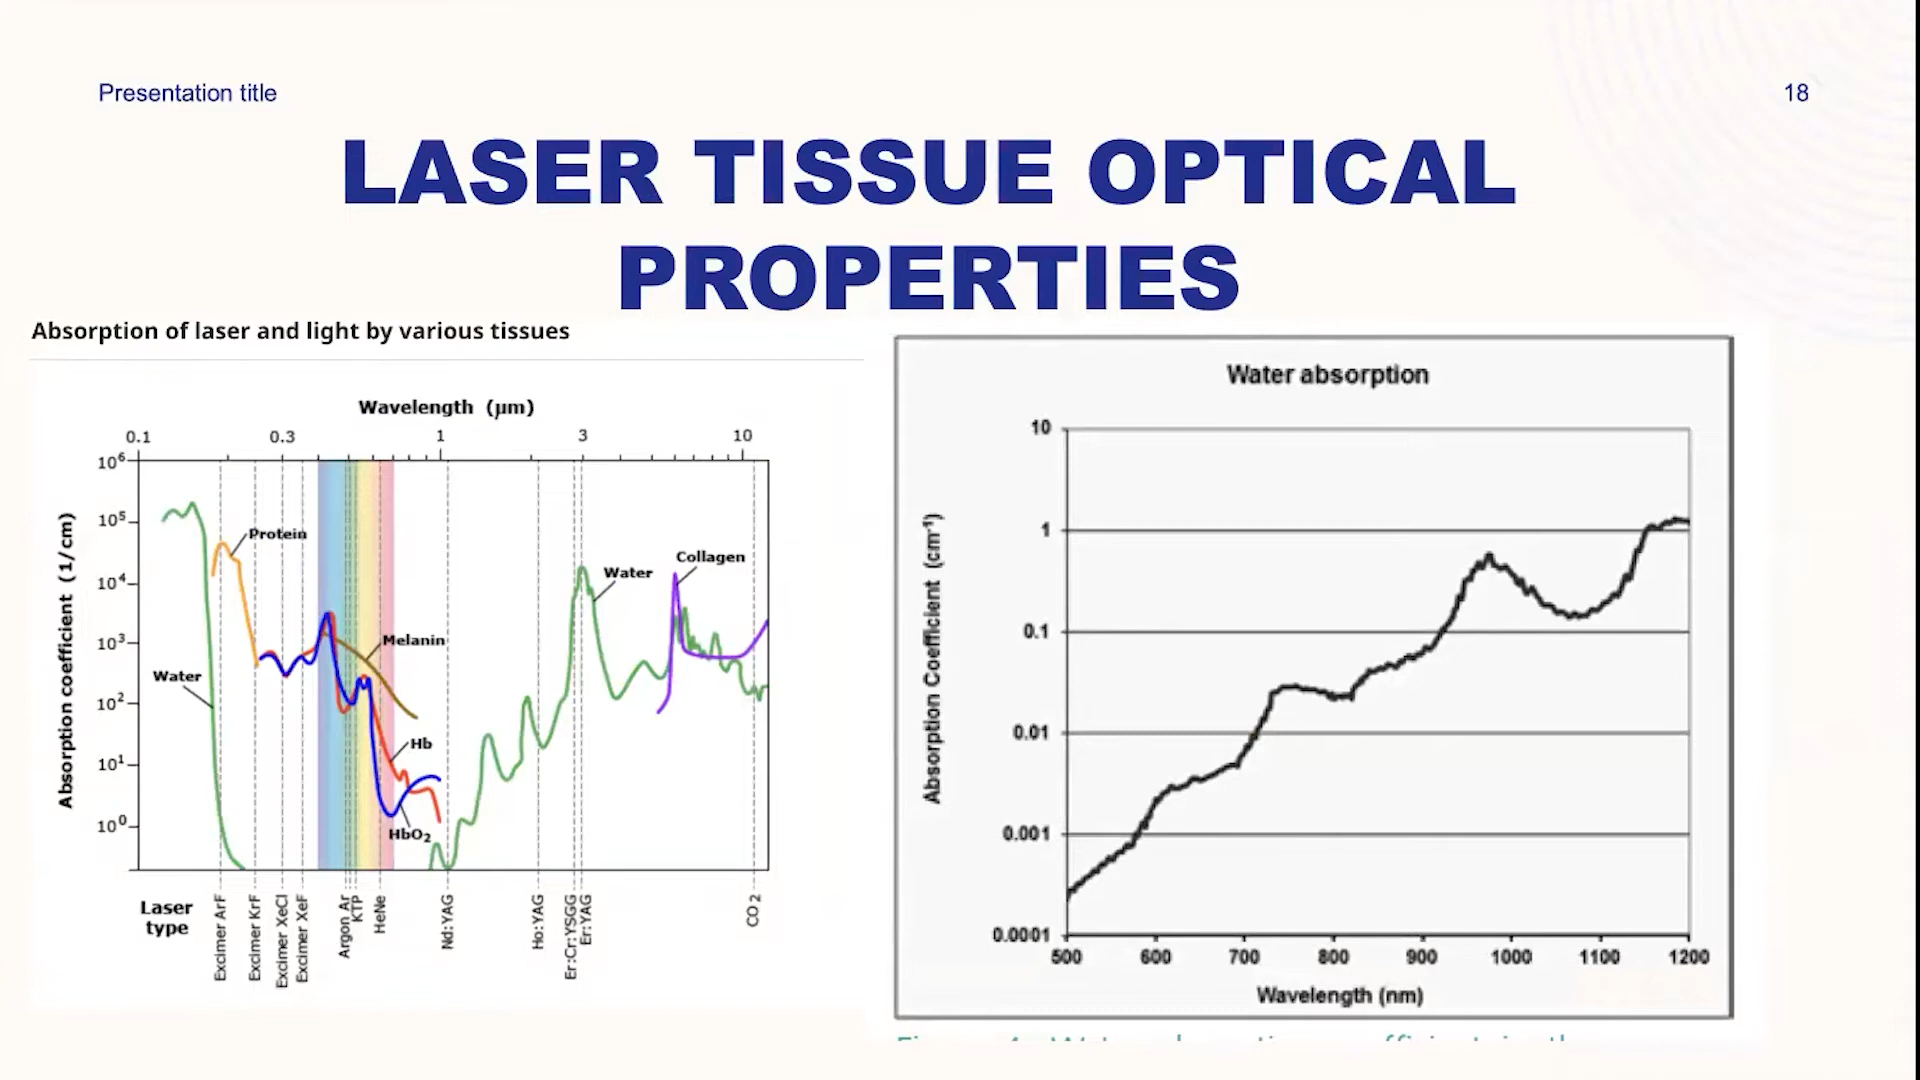 Presentation title
18
LASER TISSUE OPTICAL
PROPERTIES
Absorption of laser and light by various tissues
Wavelength (μm)
0.1
0.3
1
3
10
10⁶
10⁵
10⁴
10³
10²
10¹
10⁰
Absorption coefficient (1/cm)
Protein
Water
Melanin
Hb
HbO₂
Water
Collagen
Laser
type
Excimer ArF
Excimer KrF
Excimer XeCl
Excimer XeF
Argon Ar
KTP
HeNe
Nd:YAG
Ho:YAG
Er:Cr:YSGG
Er:YAG
CO2
Water absorption
10
1
0.1
0.01
0.001
0.0001
Absorption Coefficient (cm⁻¹)
500 600 700 800 900 1000 1100 1200
Wavelength (nm)